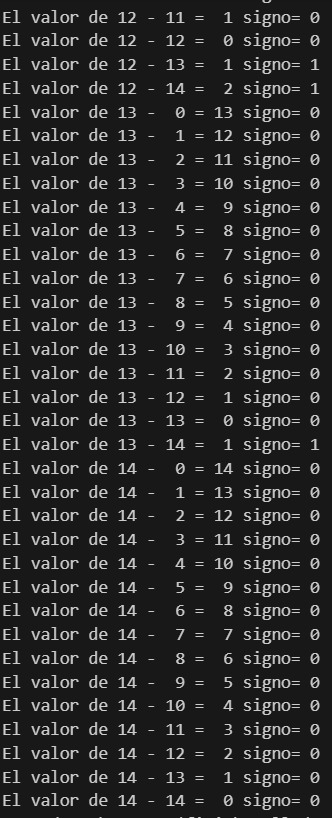 El valor de 12 - 11 =  1 signo= 0
El valor de 12 - 12 =  0 signo= 0
El valor de 12 - 13 =  1 signo= 1
El valor de 12 - 14 =  2 signo= 1
El valor de 13 -  0 = 13 signo= 0
El valor de 13 -  1 = 12 signo= 0
El valor de 13 -  2 = 11 signo= 0
El valor de 13 -  3 = 10 signo= 0
El valor de 13 -  4 =  9 signo= 0
El valor de 13 -  5 =  8 signo= 0
El valor de 13 -  6 =  7 signo= 0
El valor de 13 -  7 =  6 signo= 0
El valor de 13 -  8 =  5 signo= 0
El valor de 13 -  9 =  4 signo= 0
El valor de 13 - 10 =  3 signo= 0
El valor de 13 - 11 =  2 signo= 0
El valor de 13 - 12 =  1 signo= 0
El valor de 13 - 13 =  0 signo= 0
El valor de 13 - 14 =  1 signo= 1
El valor de 14 -  0 = 14 signo= 0
El valor de 14 -  1 = 13 signo= 0
El valor de 14 -  2 = 12 signo= 0
El valor de 14 -  3 = 11 signo= 0
El valor de 14 -  4 = 10 signo= 0
El valor de 14 -  5 =  9 signo= 0
El valor de 14 -  6 =  8 signo= 0
El valor de 14 -  7 =  7 signo= 0
El valor de 14 -  8 =  6 signo= 0
El valor de 14 -  9 =  5 signo= 0
El valor de 14 - 10 =  4 signo= 0
El valor de 14 - 11 =  3 signo= 0
El valor de 14 - 12 =  2 signo= 0
El valor de 14 - 13 =  1 signo= 0
El valor de 14 - 14 =  0 signo= 0